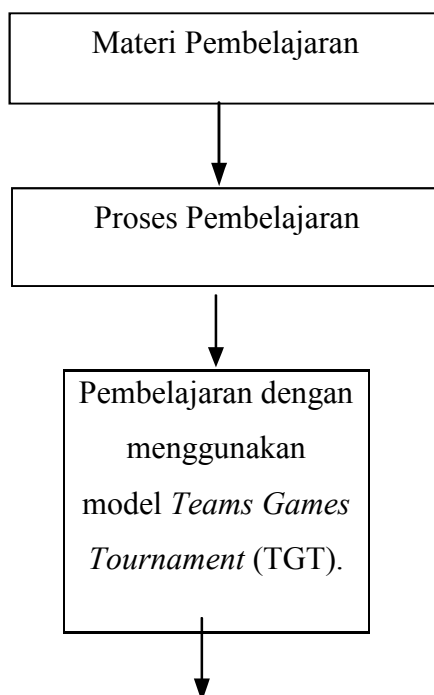 Materi Pembelajaran
Proses Pembelajaran
Pembelajaran dengan
menggunakan
model Teams Games
Tournament (TGT).